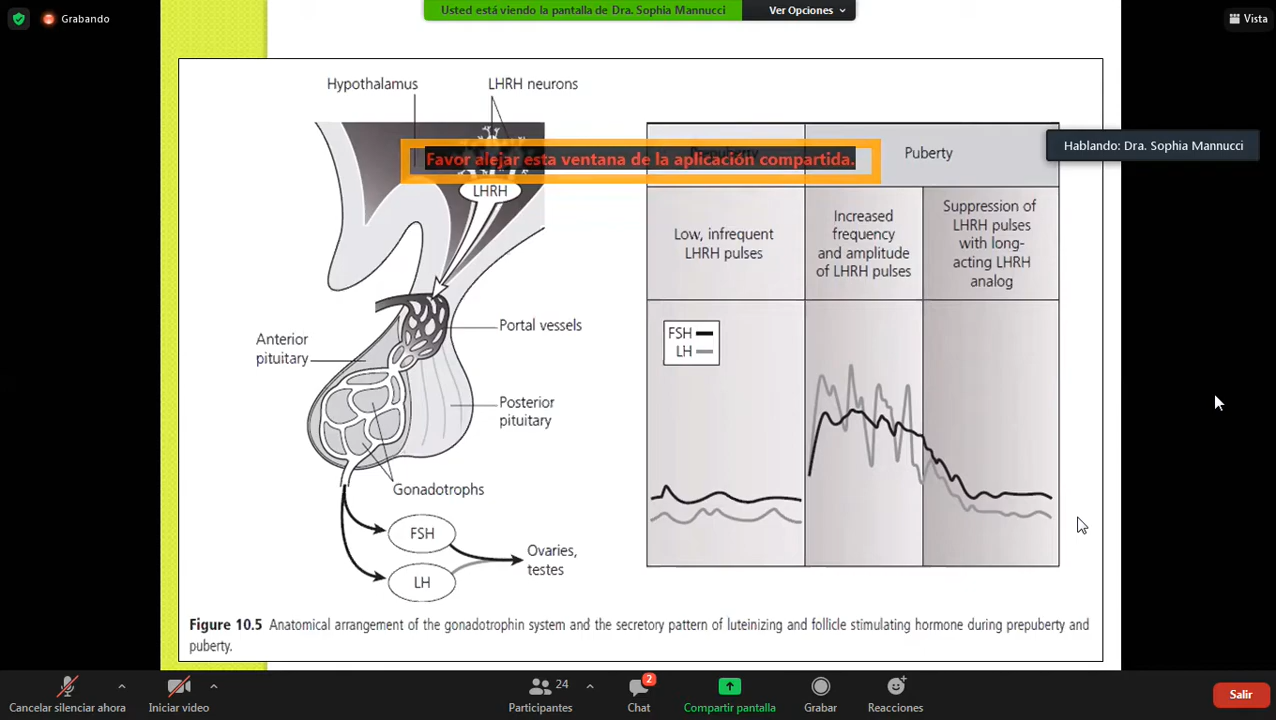 Grabando
Usted está viendo la pantalla de Dra. Sophia Mannucci
Ver Opciones
Vista
Hypothalamus
LHRH neurons
Favor alejar esta ventana de la aplicación compartida.
LHRH
Portal vessels
Anterior
pituitary
Posterior
pituitary
Gonadotrophs
FSH
LH
Ovaries,
testes
Puberty
Hablando: Dra. Sophia Mannucci
Low, infrequent
LHRH pulses
Increased
frequency
and amplitude
of LHRH pulses
Suppression of
LHRH pulses
with long-
acting LHRH
analog
FSH
LH
Figure 10.5 Anatomical arrangement of the gonadotrophin system and the secretory pattern of luteinizing and follicle stimulating hormone during prepuberty and
puberty.
Cancelar silenciar ahora
Iniciar video
24
Participantes
2
Chat
Compartir pantalla
Grabar
Reacciones
Salir